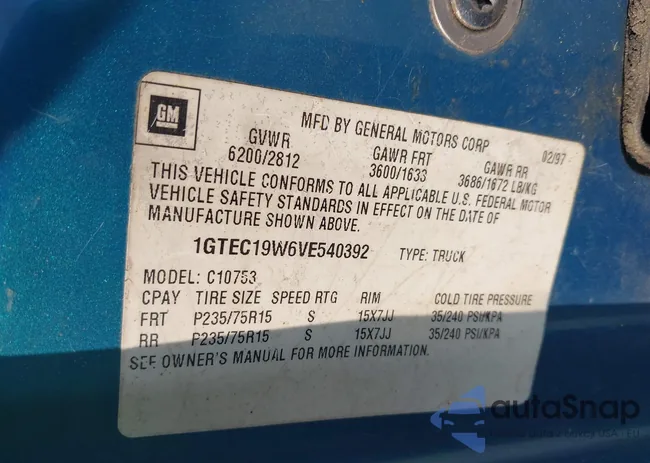 GM
MFD BY GENERAL MOTORS CORP 02/97
GVWR GAWR FRT GAWR RR
6200/2812 3600/1633 3686/1672 LB/KG
THIS VEHICLE CONFORMS TO ALL APPLICABLE U.S. FEDERAL MOTOR
VEHICLE SAFETY STANDARDS IN EFFECT ON THE DATE OF
MANUFACTURE SHOWN ABOVE.
1GTEC19W6VE540392 TYPE: TRUCK
MODEL: C10753
CPAY TIRE SIZE SPEED RTG RIM COLD TIRE PRESSURE
FRT P235/75R15 S 15X7JJ 35/240 PSI/KPA
RR P235/75R15 S 15X7JJ 35/240 PSI/KPA
SEE OWNER'S MANUAL FOR MORE INFORMATION.
autoSnap